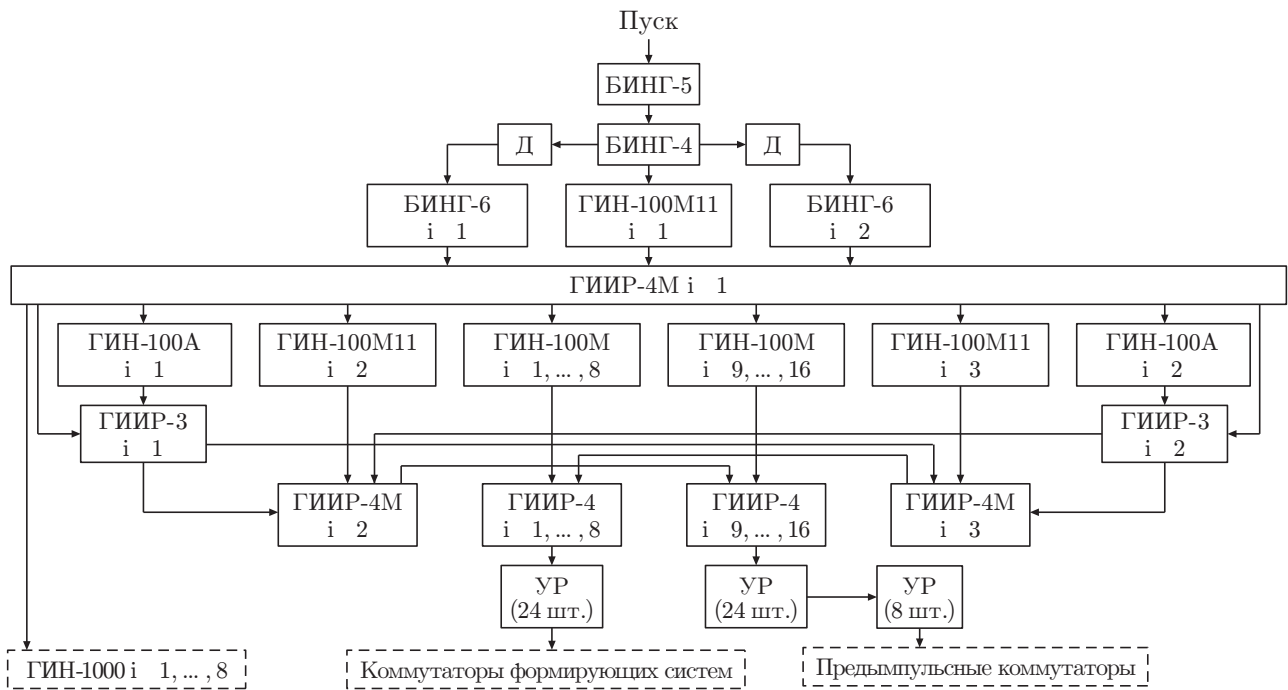 Пуск
БИНГ-5
Д
БИНГ-4
Д
БИНГ-6
i 1
ГИН-100М11
i 1
БИНГ-6
i 2
ГИИР-4М i 1
ГИН-100А
i 1
ГИН-100М11
i 2
ГИН-100М
i 1, ... , 8
ГИН-100М
i 9, ... , 16
ГИН-100М11
i 3
ГИН-100А
i 2
ГИИР-3
i 1
ГИИР-3
i 2
ГИИР-4М
i 2
ГИИР-4
i 1, ... , 8
ГИИР-4
i 9, ... , 16
ГИИР-4М
i 3
УР
(24 шт.)
УР
(24 шт.)
УР
(8 шт.)
ГИН-1000 i 1, ... , 8
Коммутаторы формирующих систем
Предымпульсные коммутаторы